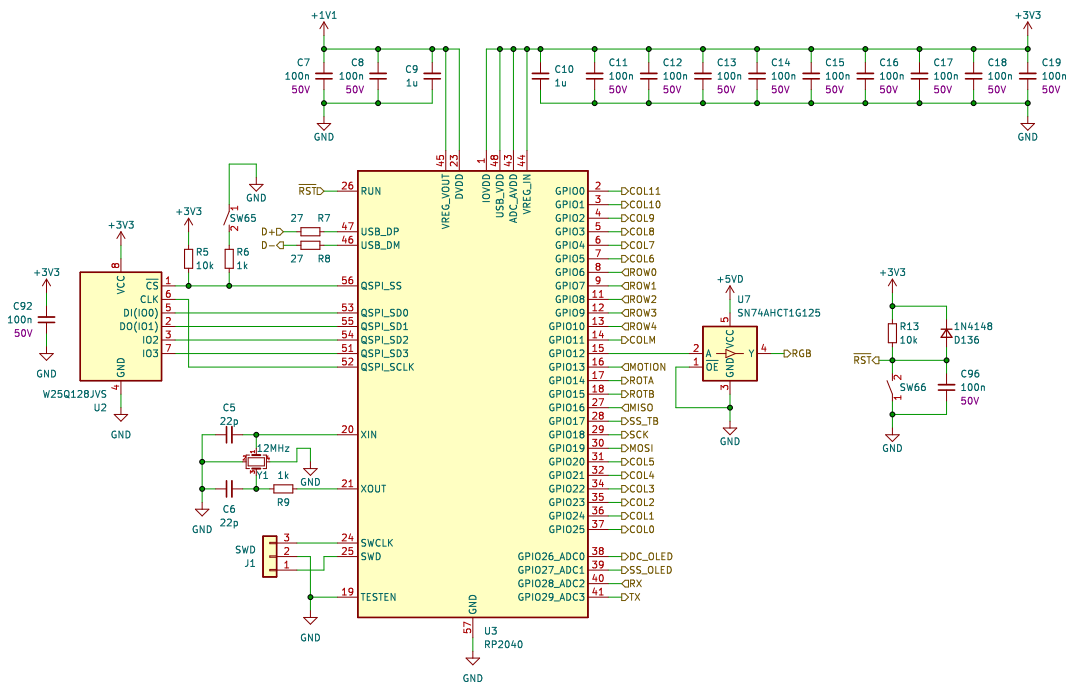 +1V1
+3V3
C7
100n
50V
C8
100n
50V
C9
1u
C10
1u
C11
100n
50V
C12
100n
50V
C13
100n
50V
C14
100n
50V
C15
100n
50V
C16
100n
50V
C17
100n
50V
C18
100n
50V
C19
100n
50V
GND
GND
45
23
1
48
43
44
VREG_VOUT
DVDD
IOVDD
USB_VDD
ADC_AVDD
VREG_IN
RST
26
RUN
GND
SW65
1
2
+3V3
R5
10k
R6
1k
D+
27
R7
47
USB_DP
D-
27
R8
46
USB_DM
+3V3
8
VCC
CS
1
CLK
6
DI(IO0)
5
DO(IO1)
2
IO2
3
IO3
7
GND
4
W25Q128JVS
U2
GND
+3V3
C92
100n
50V
GND
56
QSPI_SS
53
QSPI_SD0
55
QSPI_SD1
54
QSPI_SD2
51
QSPI_SD3
52
QSPI_SCLK
C5
22p
20
XIN
12MHz
Y1
1
2
3
4
GND
1k
R9
21
XOUT
C6
22p
GND
SWD
J1
3
2
1
24
SWCLK
25
SWD
19
TESTEN
GND
GND
57
U3
RP2040
GND
GPIO0 2 COL11
GPIO1 3 COL10
GPIO2 4 COL9
GPIO3 5 COL8
GPIO4 6 COL7
GPIO5 7 COL6
GPIO6 8 ROW0
GPIO7 9 ROW1
GPIO8 11 ROW2
GPIO9 12 ROW3
GPIO10 13 ROW4
GPIO11 14 COLM
GPIO12 15
GPIO13 16 MOTION
GPIO14 17 ROTA
GPIO15 18 ROTB
GPIO16 27 MISO
GPIO17 28 SS_TB
GPIO18 29 SCK
GPIO19 30 MOSI
GPIO20 31 COL5
GPIO21 32 COL4
GPIO22 34 COL3
GPIO23 35 COL2
GPIO24 36 COL1
GPIO25 37 COL0
GPIO26_ADC0 38 DC_OLED
GPIO27_ADC1 39 SS_OLED
GPIO28_ADC2 40 RX
GPIO29_ADC3 41 TX
+5VD
U7
SN74AHCT1G125
5
VCC
2
A
Y
4
RGB
1
OE
GND
3
GND
+3V3
R13
10k
1N4148
D136
RST
SW66
2
1
C96
100n
50V
GND